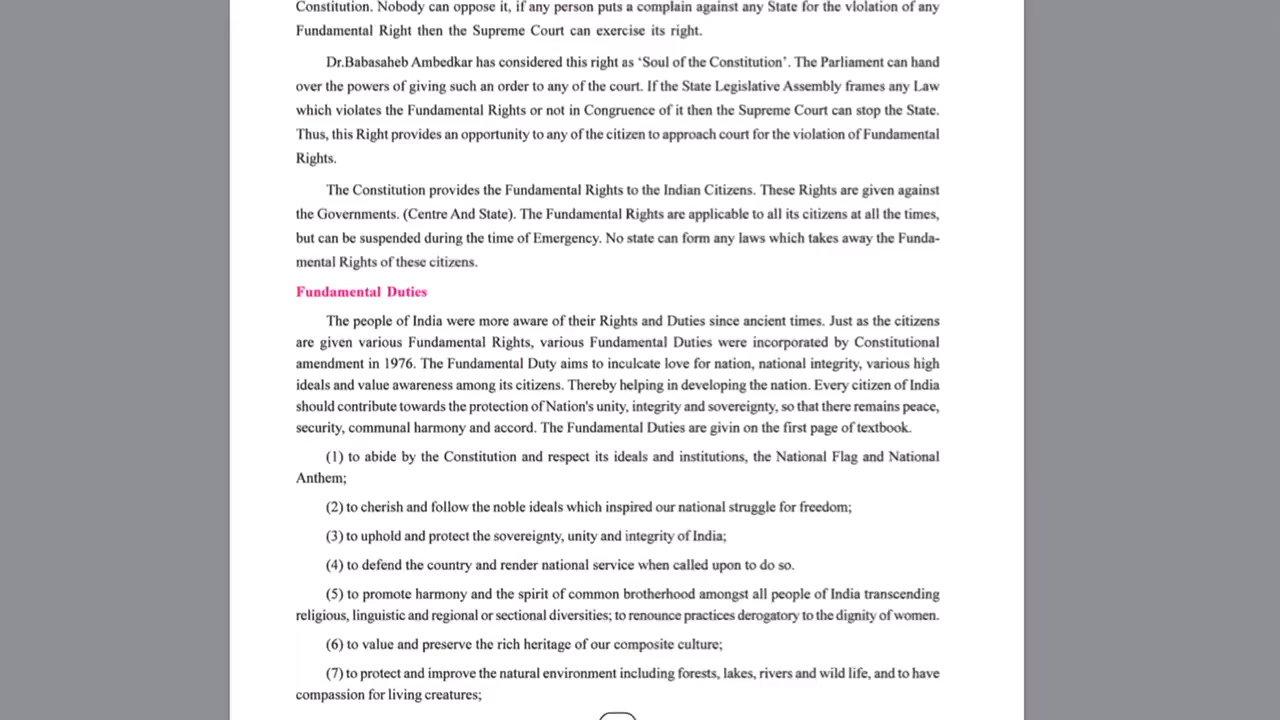 Constitution. Nobody can oppose it, if any person puts a complain against any State for the violation of any
Fundamental Right then the Supreme Court can exercise its right.
Dr.Babasaheb Ambedkar has considered this right as ‘Soul of the Constitution’. The Parliament can hand
over the powers of giving such an order to any of the court. If the State Legislative Assembly frames any Law
which violates the Fundamental Rights or not in Congruence of it then the Supreme Court can stop the State.
Thus, this Right provides an opportunity to any of the citizen to approach court for the violation of Fundamental
Rights.
The Constitution provides the Fundamental Rights to the Indian Citizens. These Rights are given against
the Governments. (Centre And State). The Fundamental Rights are applicable to all its citizens at all the times,
but can be suspended during the time of Emergency. No state can form any laws which takes away the Funda-
mental Rights of these citizens.
Fundamental Duties
The people of India were more aware of their Rights and Duties since ancient times. Just as the citizens
are given various Fundamental Rights, various Fundamental Duties were incorporated by Constitutional
amendment in 1976. The Fundamental Duty aims to inculcate love for nation, national integrity, various high
ideals and value awareness among its citizens. Thereby helping in developing the nation. Every citizen of India
should contribute towards the protection of Nation's unity, integrity and sovereignty, so that there remains peace,
security, communal harmony and accord. The Fundamental Duties are givin on the first page of textbook.
(1) to abide by the Constitution and respect its ideals and institutions, the National Flag and National
Anthem;
(2) to cherish and follow the noble ideals which inspired our national struggle for freedom;
(3) to uphold and protect the sovereignty, unity and integrity of India;
(4) to defend the country and render national service when called upon to do so.
(5) to promote harmony and the spirit of common brotherhood amongst all people of India transcending
religious, linguistic and regional or sectional diversities; to renounce practices derogatory to the dignity of women.
(6) to value and preserve the rich heritage of our composite culture;
(7) to protect and improve the natural environment including forests, lakes, rivers and wild life, and to have
compassion for living creatures;